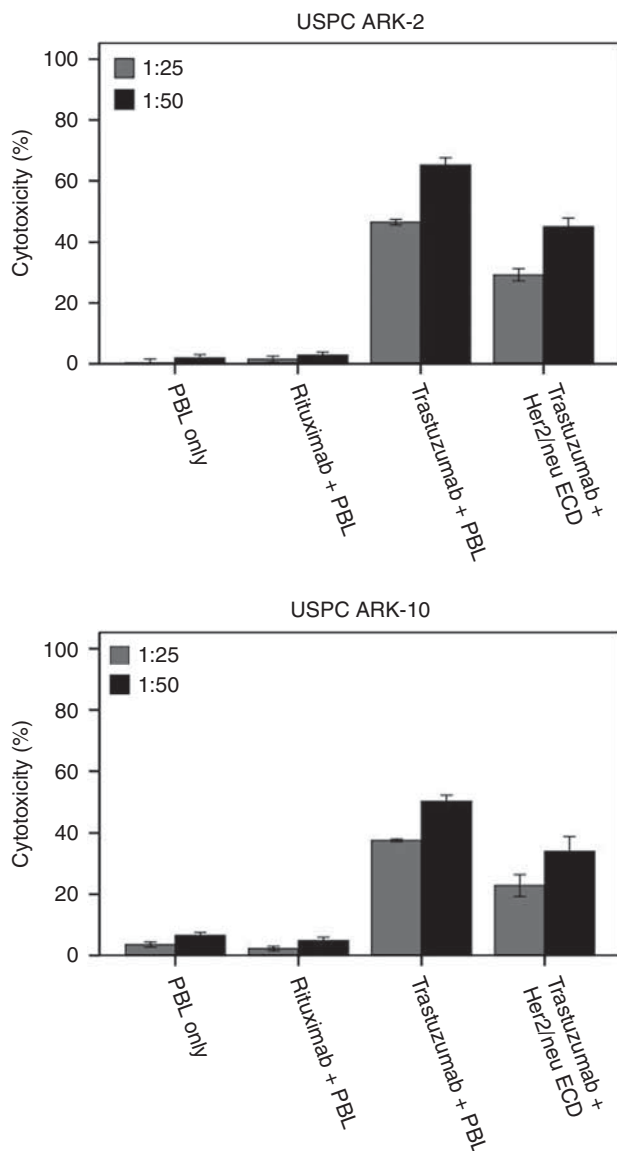 USPC ARK-2
1:25
1:50
Cytotoxicity (%)
100
80
60
40
20
0
PBL only
Rituximab + PBL
Trastuzumab + PBL
Trastuzumab +
Her2/neu ECD
USPC ARK-10
1:25
1:50
Cytotoxicity (%)
100
80
60
40
20
0
PBL only
Rituximab + PBL
Trastuzumab + PBL
Trastuzumab +
Her2/neu ECD